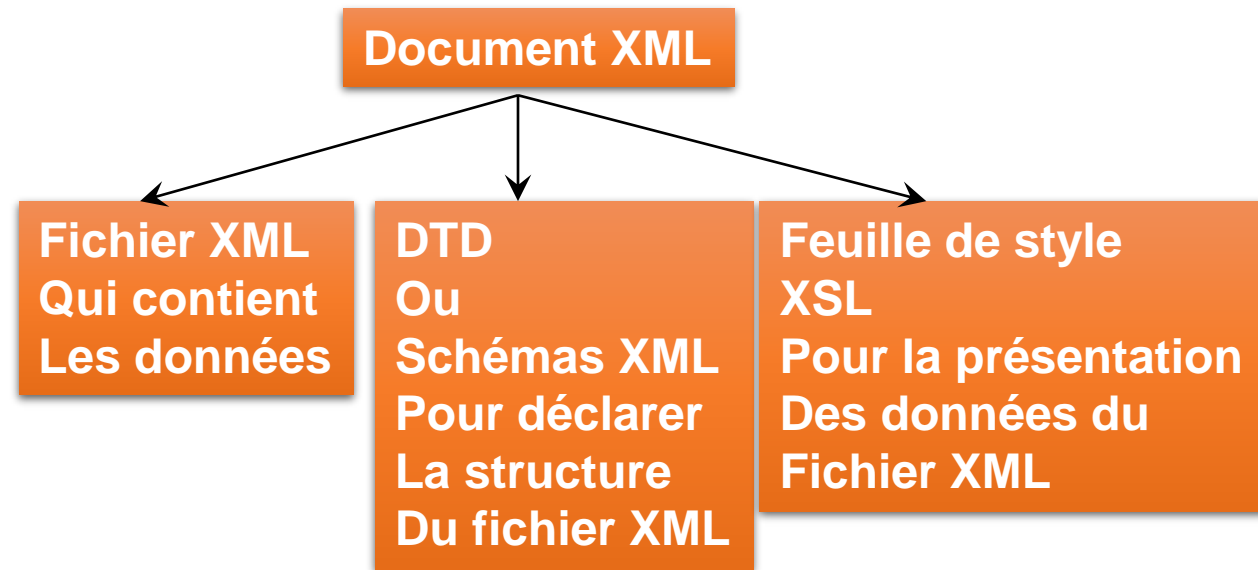 Document XML
Fichier XML
Qui contient
Les données
DTD
Ou
Schémas XML
Pour déclarer
La structure
Du fichier XML
Feuille de style
XSL
Pour la présentation
Des données du
Fichier XML